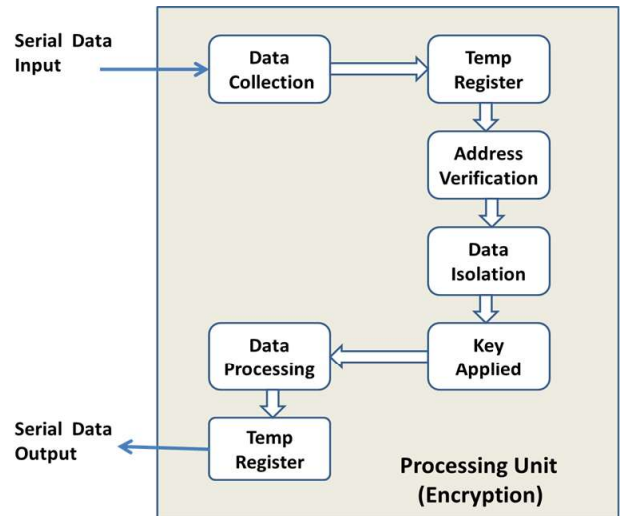 Serial Data
Input
Data
Collection
Temp
Register
Address
Verification
Data
Isolation
Key
Applied
Data
Processing
Temp
Register
Serial Data
Output
Processing Unit
(Encryption)